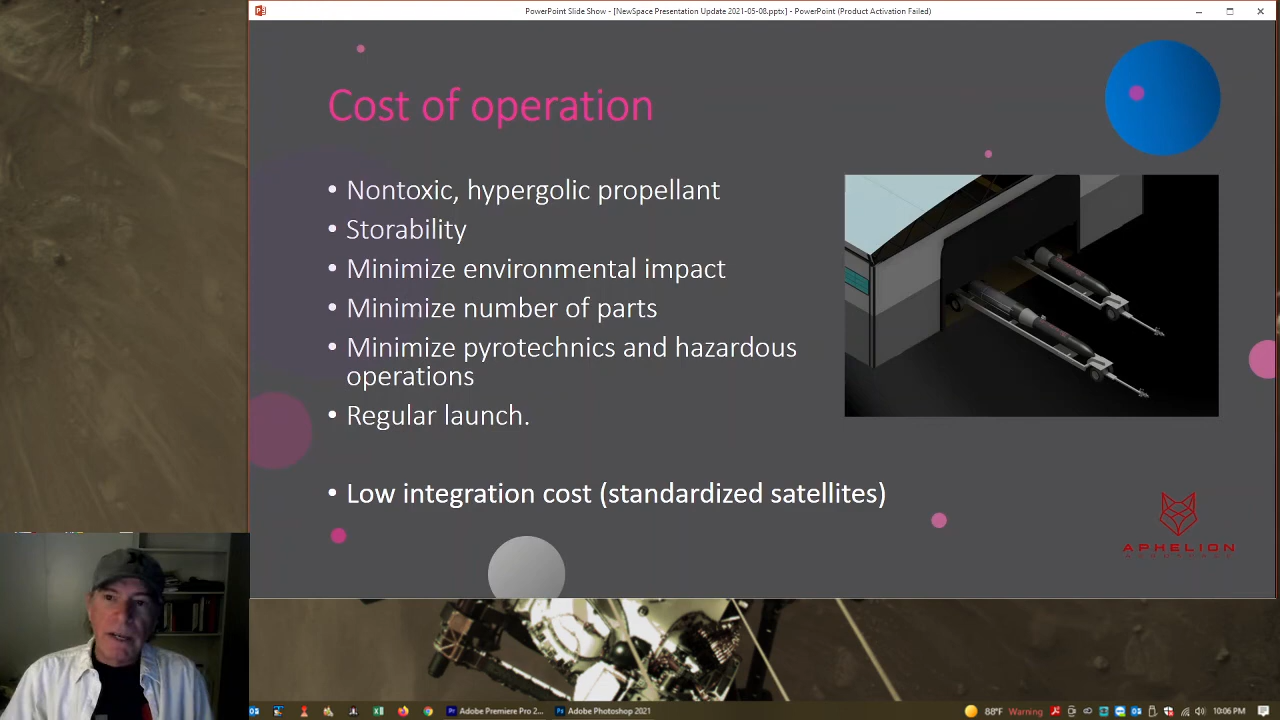 PowerPoint Slide Show - [NewSpace Presentation Update 2021-05-08.pptx] - PowerPoint (Product Activation Failed)
Cost of operation
• Nontoxic, hypergolic propellant
• Storability
• Minimize environmental impact
• Minimize number of parts
• Minimize pyrotechnics and hazardous
operations
• Regular launch.
• Low integration cost (standardized satellites)
APHELION
Adobe Premiere Pro 2...
Adobe Photoshop 2021
88°F Warning
10:06 PM